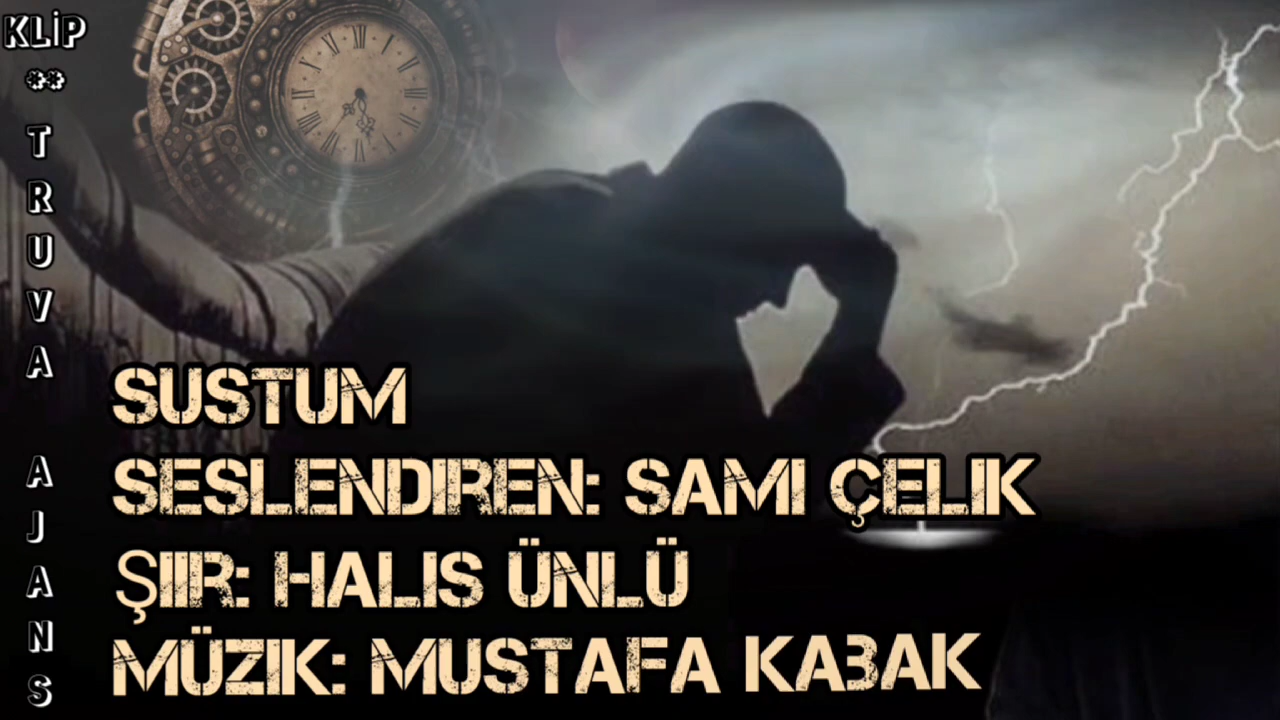 KLİP
**
TRUVA AJANS
SUSTUM
SESLENDIREN: SAMI ÇELIK
ŞIIR: HALIS ÜNLÜ
MÜZIK: MUSTAFA KABAK